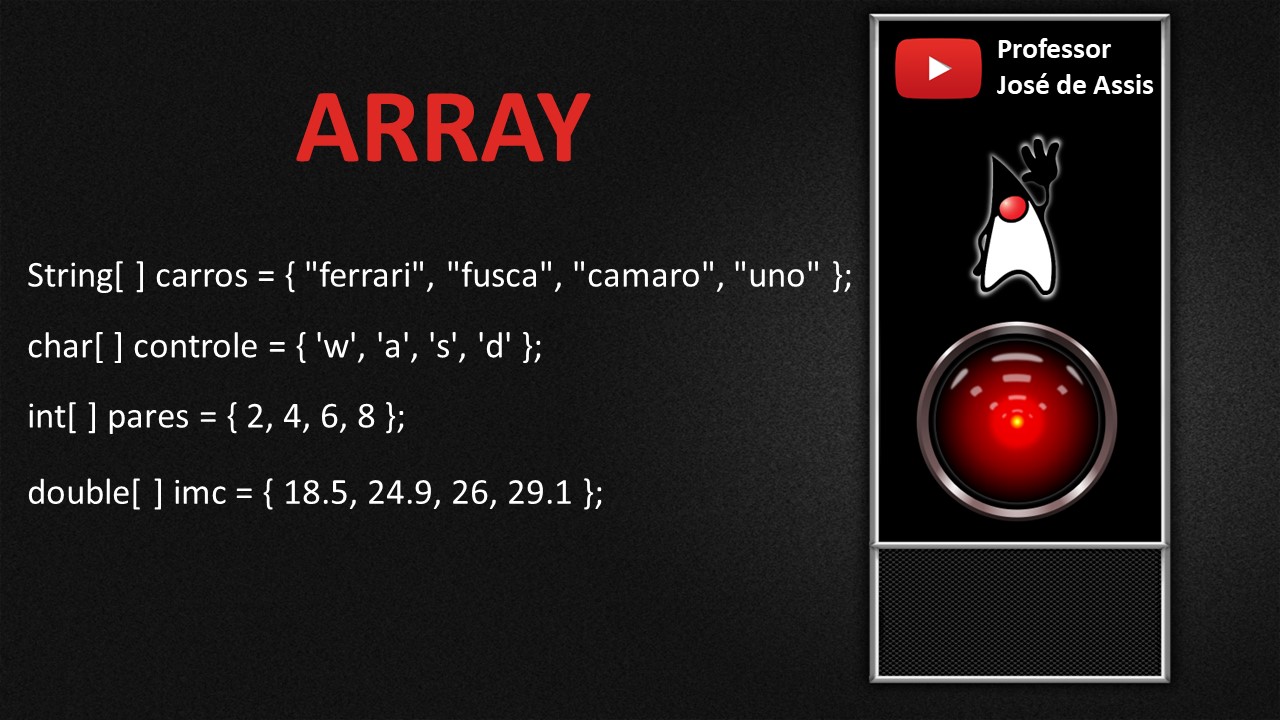 ARRAY
String[ ] carros = { "ferrari", "fusca", "camaro", "uno" };
char[ ] controle = { 'w', 'a', 's', 'd' };
int[ ] pares = { 2, 4, 6, 8 };
double[ ] imc = { 18.5, 24.9, 26, 29.1 };
Professor
José de Assis